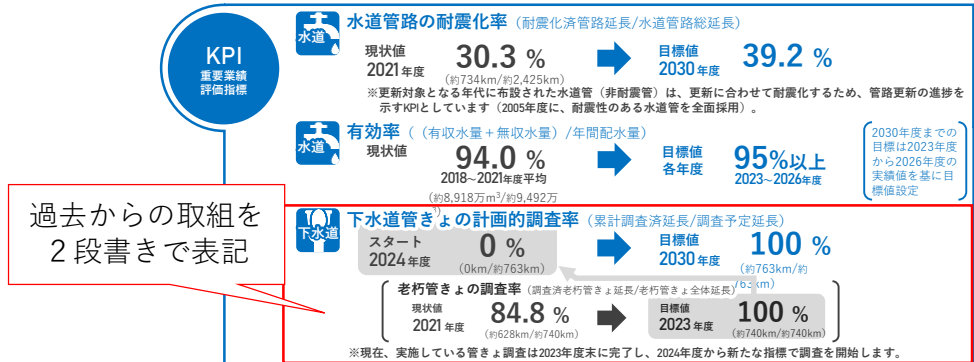 KPI
重要業績
評価指標
水道
水道管路の耐震化率（耐震化済管路延長/水道管路総延長）
現状値
2021年度
30.3 %
(約734km/約2,425km)
目標値
2030年度
39.2 %
※更新対象となる年代に布設された水道管（非耐震管）は、更新に合わせて耐震化するため、管路更新の進捗を
示すKPIとしています（2005年度に、耐震性のある水道管を全面採用）。
水道
有効率（（有収水量＋無収水量）/年間配水量）
現状値
94.0 %
2018～2021年度平均
(約8,918万m³/約9,492万
目標値
各年度
95%以上
2023～2026年度
2030年度までの
目標は2023年度
から2026年度の
実績値を基に目
標値設定
過去からの取組を
２段書きで表記
下水道
下水道管きょの計画的調査率（累計調査済延長/調査予定延長）
スタート
2024年度
0 %
(0km/約763km)
目標値
2030年度
100 %
(約763km/約
763km)
老朽管きょの調査率（調査済老朽管きょ延長/老朽管きょ全体延長）
現状値
2021年度
84.8 %
(約628km/約740km)
目標値
2023年度
100 %
(約740km/約740km)
※現在、実施している管きょ調査は2023年度末に完了し、2024年度から新たな指標で調査を開始します。